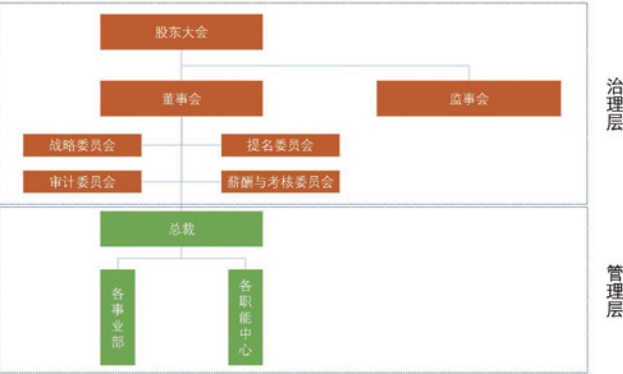 股东大会
董事会
监事会
治理层
战略委员会
提名委员会
审计委员会
薪酬与考核委员会
总裁
管理层
各事业部
各职能中心